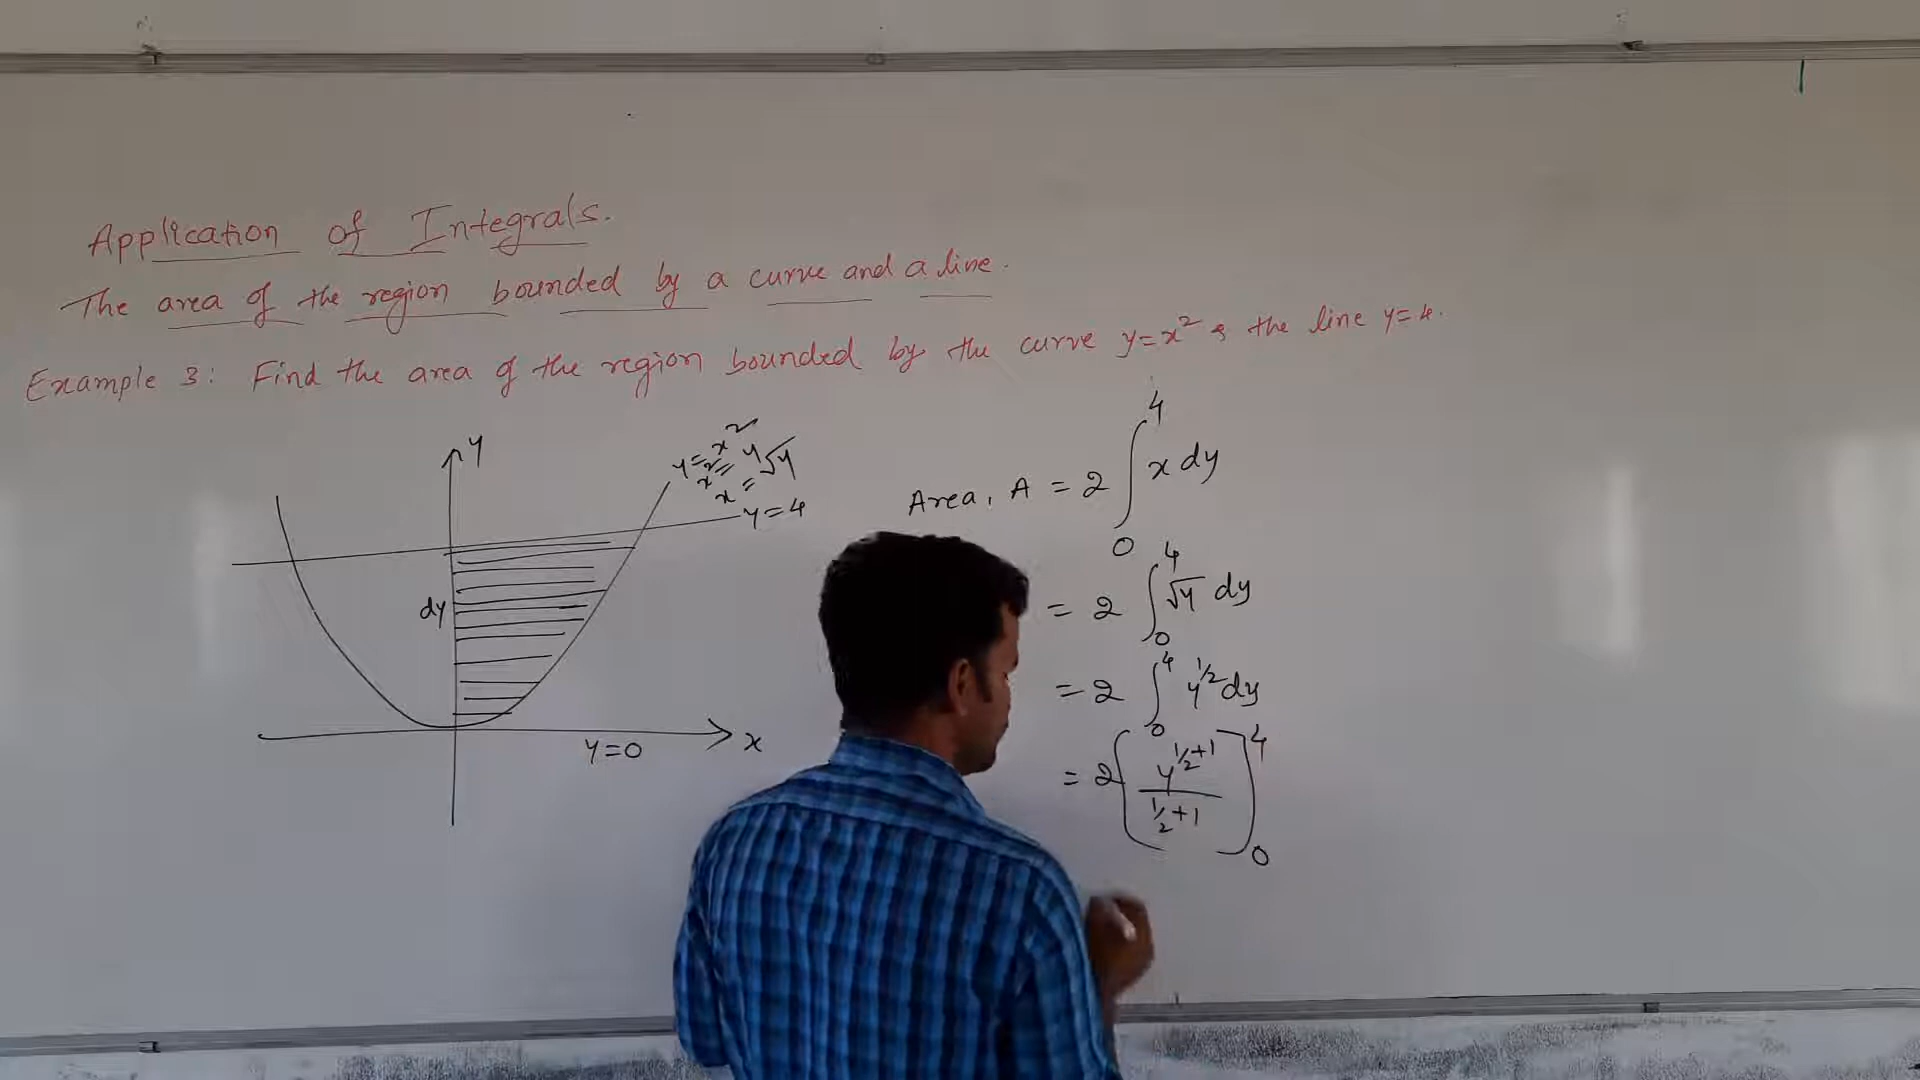 Application of Integrals.
The area of the region bounded by a curve and a line.
Example 3: Find the area of the region bounded by the curve y=x² & the line y=4.
y
y=x²
x²=y
x=√y
y=4
dy
y=0
x
Area, A = 2 ∫₀⁴ x dy
= 2 ∫₀⁴ √y dy
= 2 ∫₀⁴ y^1/2 dy
= 2 [ y^(1/2+1) / (1/2+1) ]₀⁴